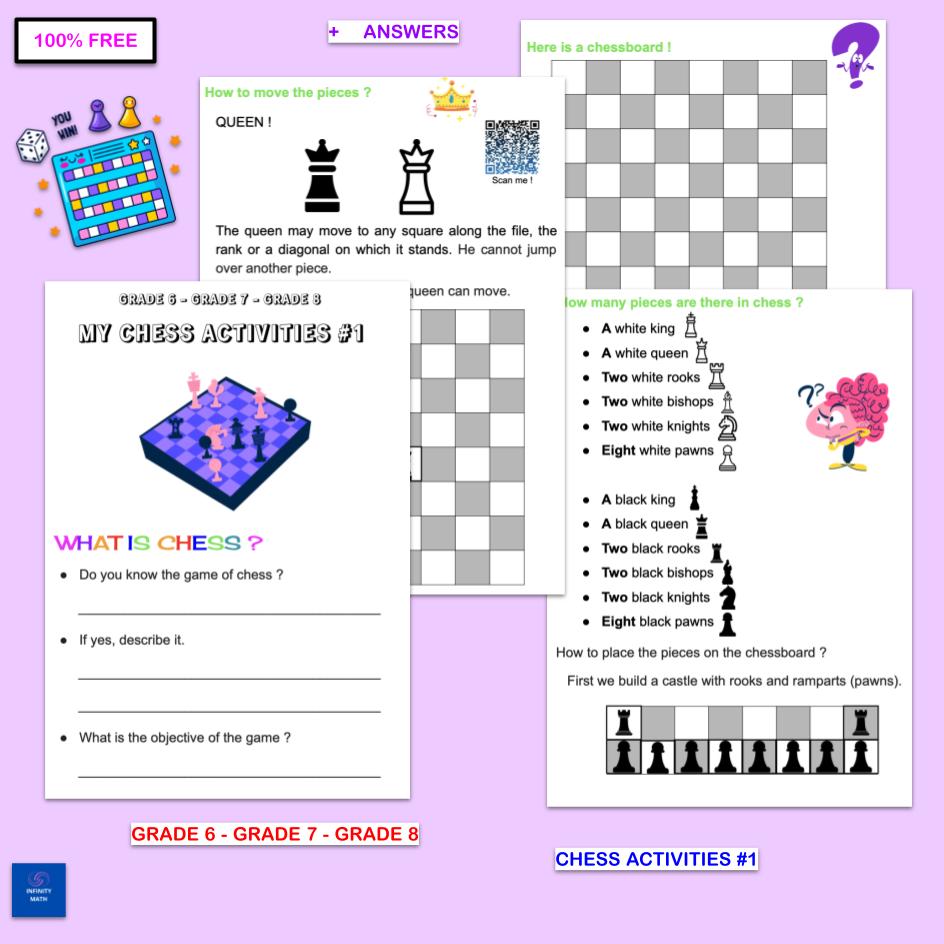 100% FREE
+ ANSWERS
YOU
WIN!
Here is a chessboard !
How to move the pieces ?
QUEEN !
Scan me !
The queen may move to any square along the file, the
rank or a diagonal on which it stands. He cannot jump
over another piece.
queen can move.
GRADE 6 - GRADE 7 - GRADE 8
MY CHESS ACTIVITIES #1
WHAT IS CHESS ?
● Do you know the game of chess ?
● If yes, describe it.
● What is the objective of the game ?
How many pieces are there in chess ?
● A white king
● A white queen
● Two white rooks
● Two white bishops
● Two white knights
● Eight white pawns
??
● A black king
● A black queen
● Two black rooks
● Two black bishops
● Two black knights
● Eight black pawns
How to place the pieces on the chessboard ?
First we build a castle with rooks and ramparts (pawns).
GRADE 6 - GRADE 7 - GRADE 8
CHESS ACTIVITIES #1
INFINITY
MATH